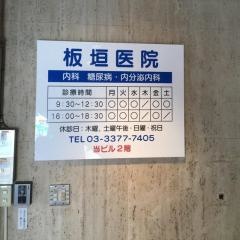 板垣医院
内科 糖尿病・内分泌内科
診療時間 月 火 水 木 金 土
9:30~12:30 ○ ○ ○ ／ ○ ○
16:00~18:30 ○ ○ ○ ／ ○ ／
休診日：木曜、土曜午後・日曜・祝日
TEL 03-3377-7405
当ビル2階